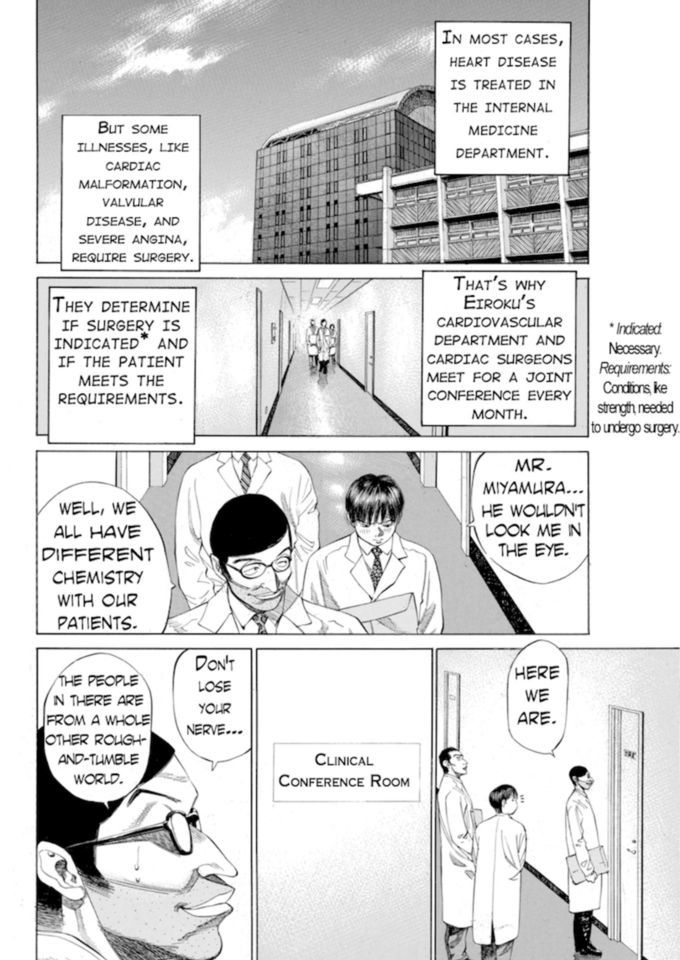 IN MOST CASES,
HEART DISEASE
IS TREATED IN
THE INTERNAL
MEDICINE
DEPARTMENT.
BUT SOME
ILLNESSES, LIKE
CARDIAC
MALFORMATION,
VALVULAR
DISEASE, AND
SEVERE ANGINA,
REQUIRE SURGERY.
THAT'S WHY
EIROKU'S
CARDIOVASCULAR
DEPARTMENT AND
CARDIAC SURGEONS
MEET FOR A JOINT
CONFERENCE EVERY
MONTH.
THEY DETERMINE
IF SURGERY IS
INDICATED* AND
IF THE PATIENT
MEETS THE
REQUIREMENTS.
* Indicated:
Necessary.
Requirements:
Conditions, like
strength, needed
to undergo surgery.
MR.
MIYAMURA...
HE WOULDN'T
LOOK ME IN
THE EYE.
WELL, WE
ALL HAVE
DIFFERENT
CHEMISTRY
WITH OUR
PATIENTS.
HERE
WE
ARE.
CLINICAL
CONFERENCE ROOM
DON'T
LOSE
YOUR
NERVE...
THE PEOPLE
IN THERE ARE
FROM A WHOLE
OTHER ROUGH-
AND-TUMBLE
WORLD.